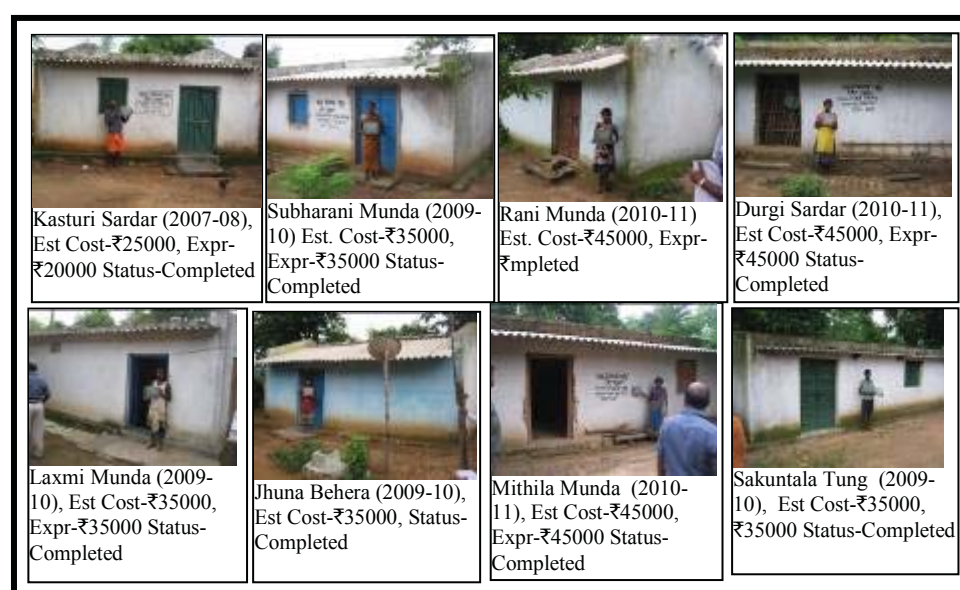 Kasturi Sardar (2007-08),
Est Cost-₹25000, Expr-
₹20000 Status-Completed
Subharani Munda (2009-
10) Est. Cost-₹35000,
Expr-₹35000 Status-
Completed
Rani Munda (2010-11)
Est. Cost-₹45000, Expr-
₹mpleted
Durgi Sardar (2010-11),
Est Cost-₹45000, Expr-
₹45000 Status-
Completed
Laxmi Munda (2009-
10), Est Cost-₹35000,
Expr-₹35000 Status-
Completed
Jhuna Behera (2009-10),
Est Cost-₹35000, Status-
Completed
Mithila Munda (2010-
11), Est Cost-₹45000,
Expr-₹45000 Status-
Completed
Sakuntala Tung (2009-
10), Est Cost-₹35000,
₹35000 Status-Completed